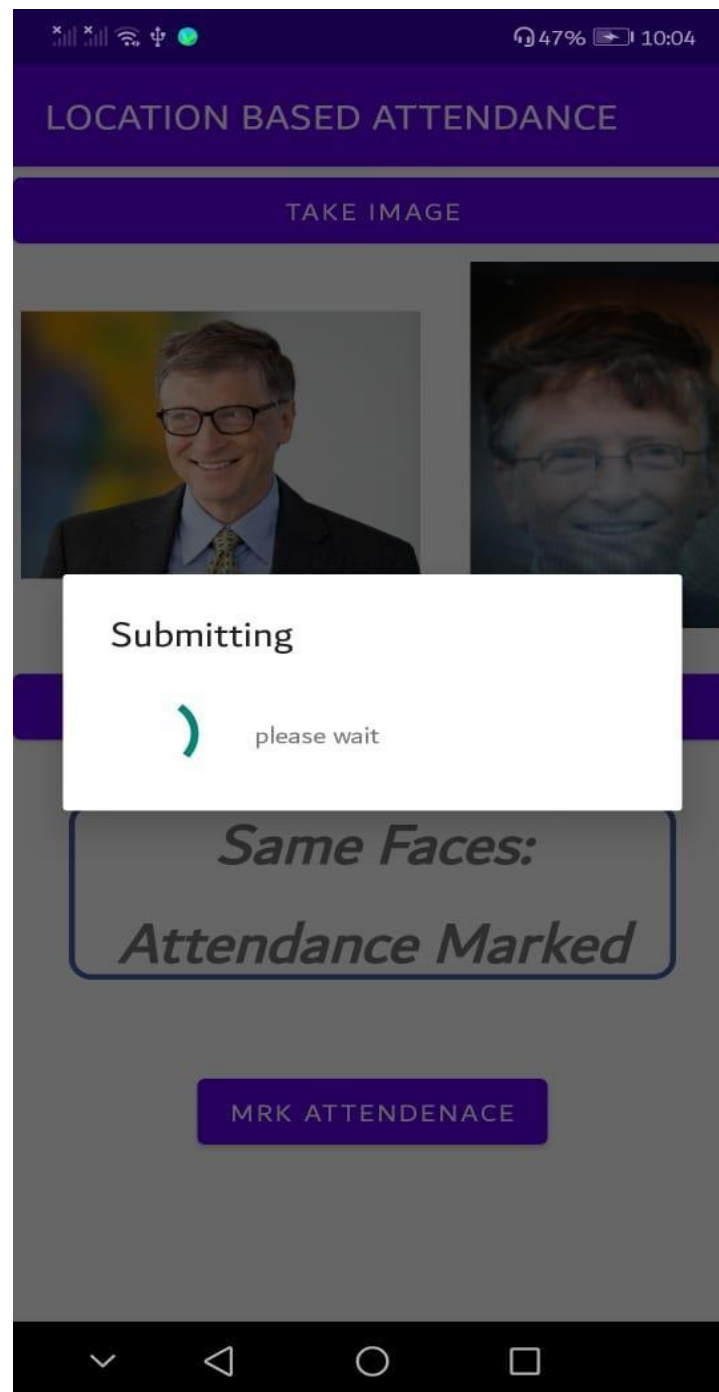 47% 10:04
LOCATION BASED ATTENDANCE
TAKE IMAGE
Submitting
please wait
Same Faces:
Attendance Marked
MRK ATTENDENACE